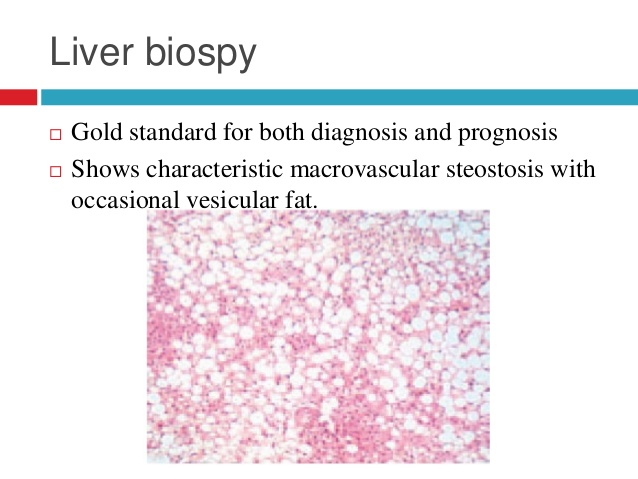 Liver biospy
Gold standard for both diagnosis and prognosis
Shows characteristic macrovascular steostosis with
occasional vesicular fat.